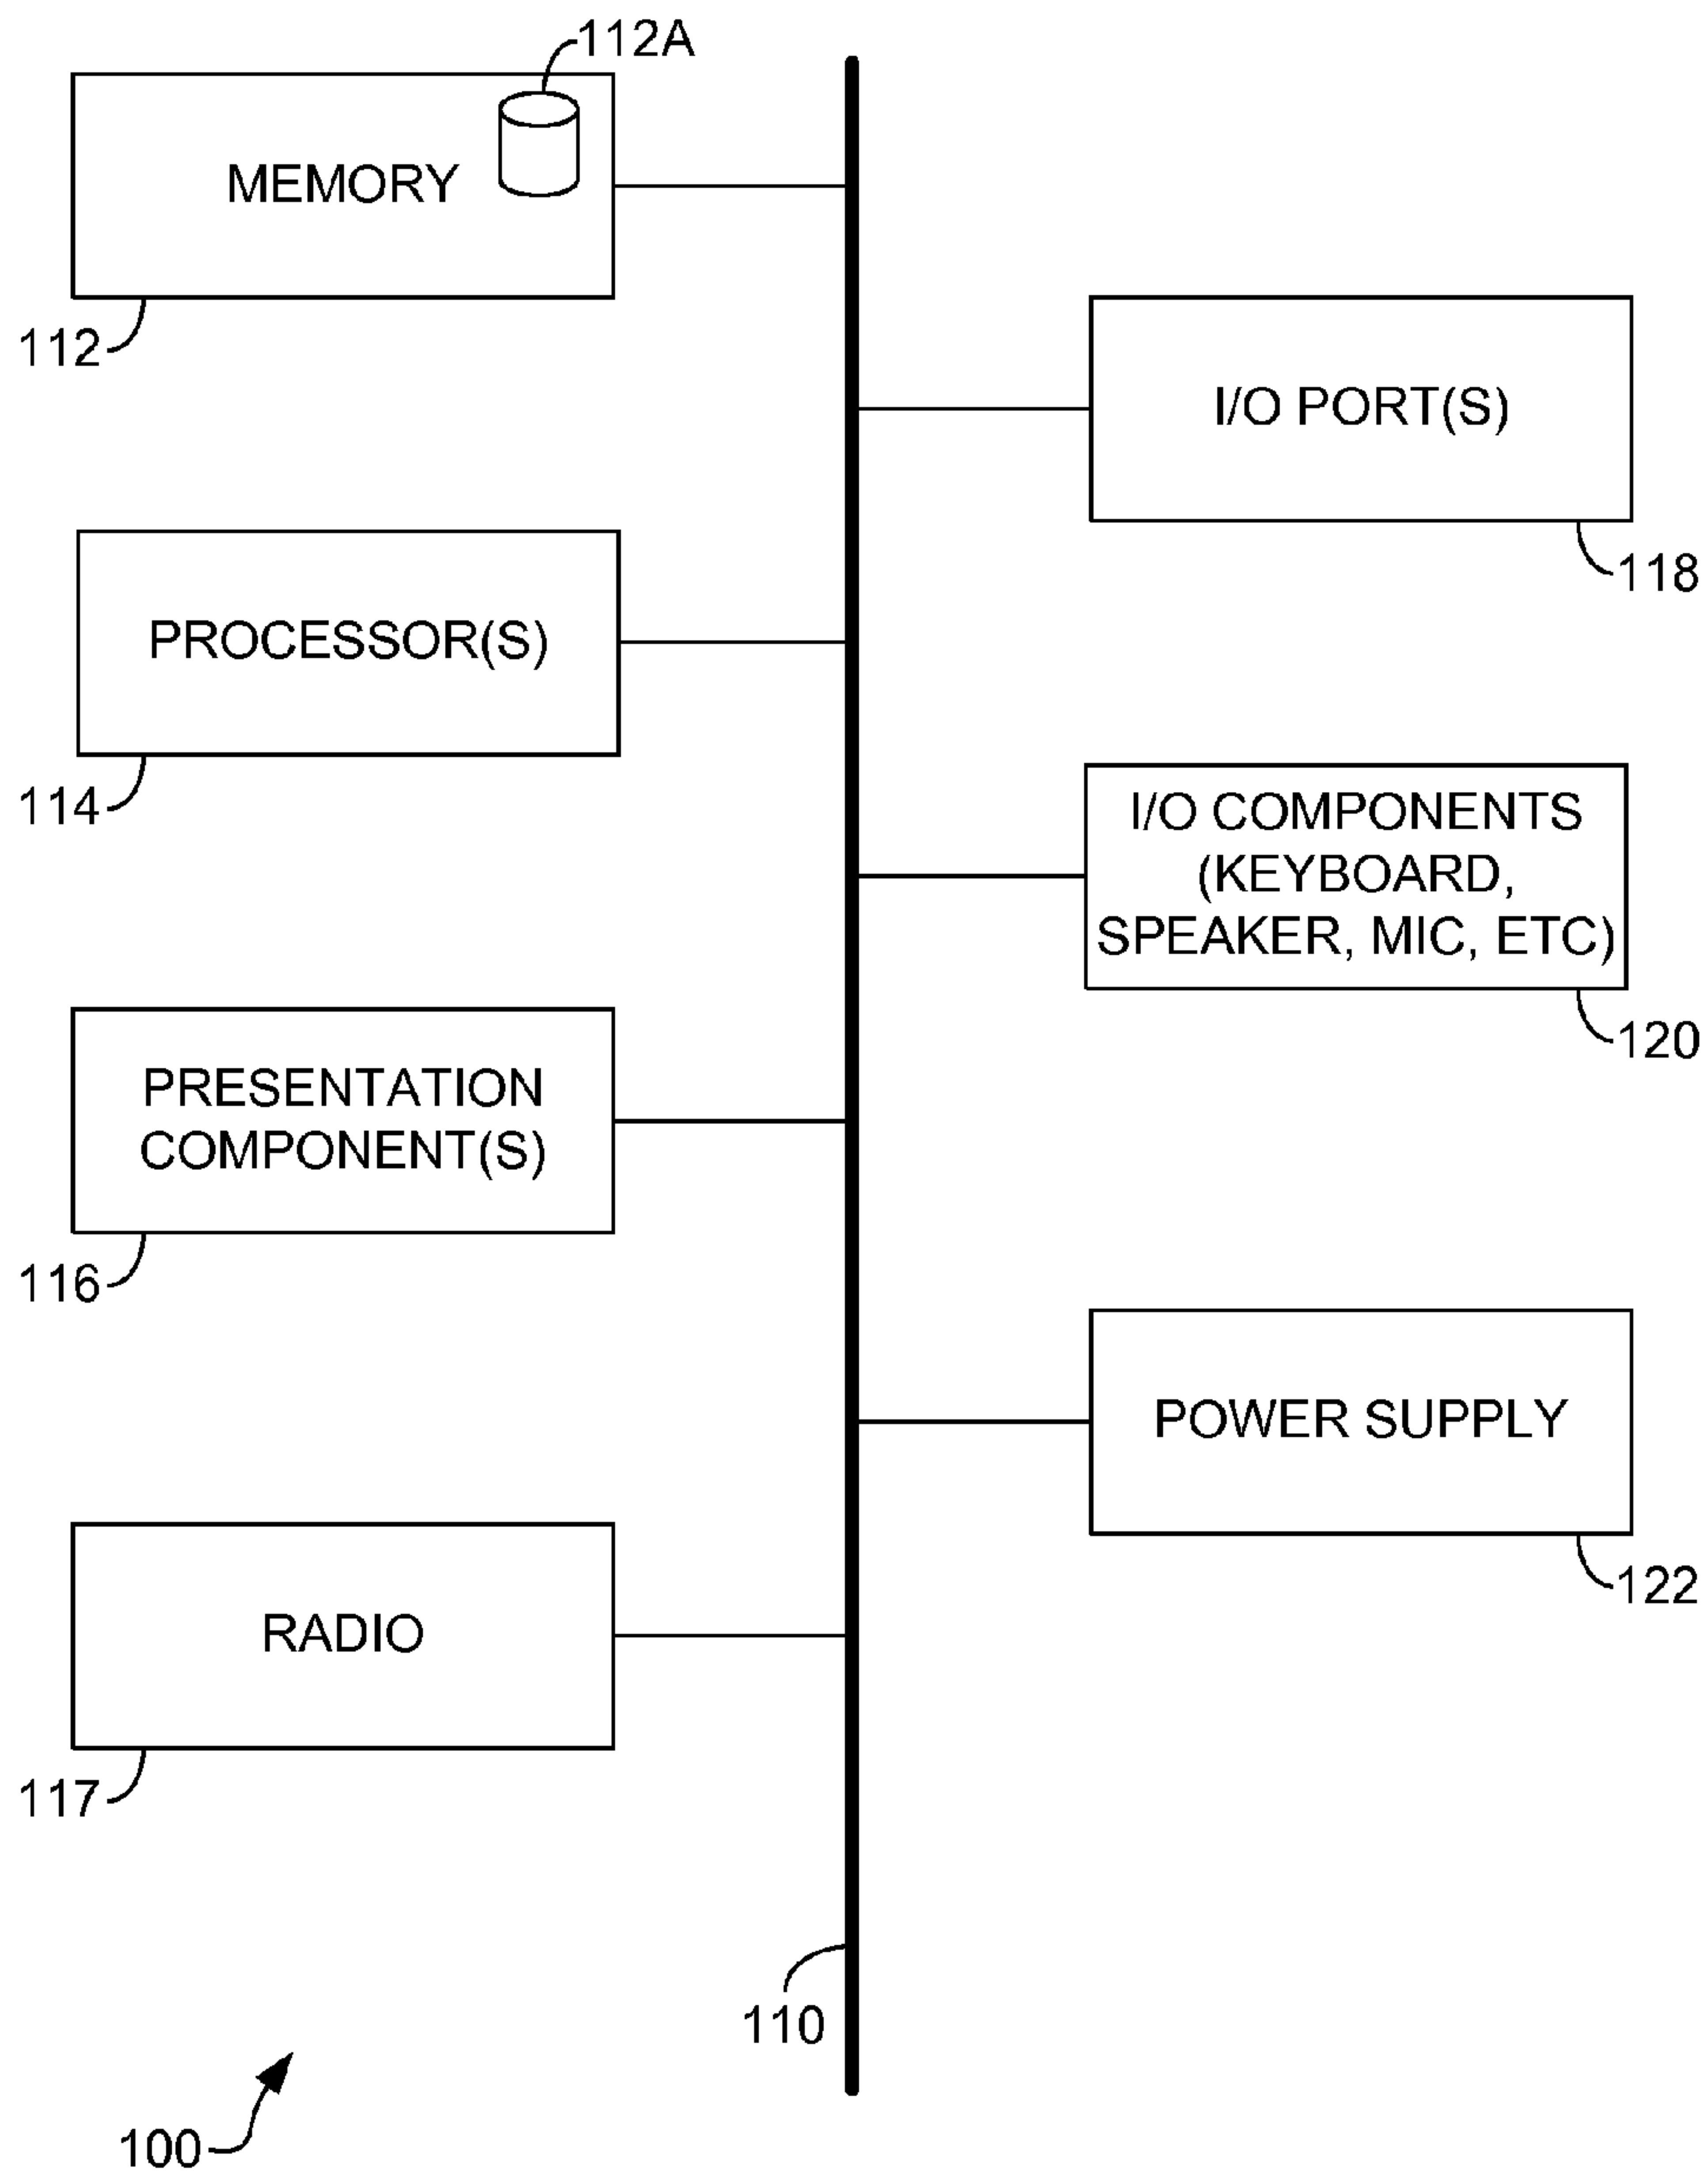 112A
MEMORY
112
I/O PORT(S)
118
PROCESSOR(S)
114
I/O COMPONENTS
(KEYBOARD,
SPEAKER, MIC, ETC)
120
PRESENTATION
COMPONENT(S)
116
POWER SUPPLY
122
RADIO
117
110
100